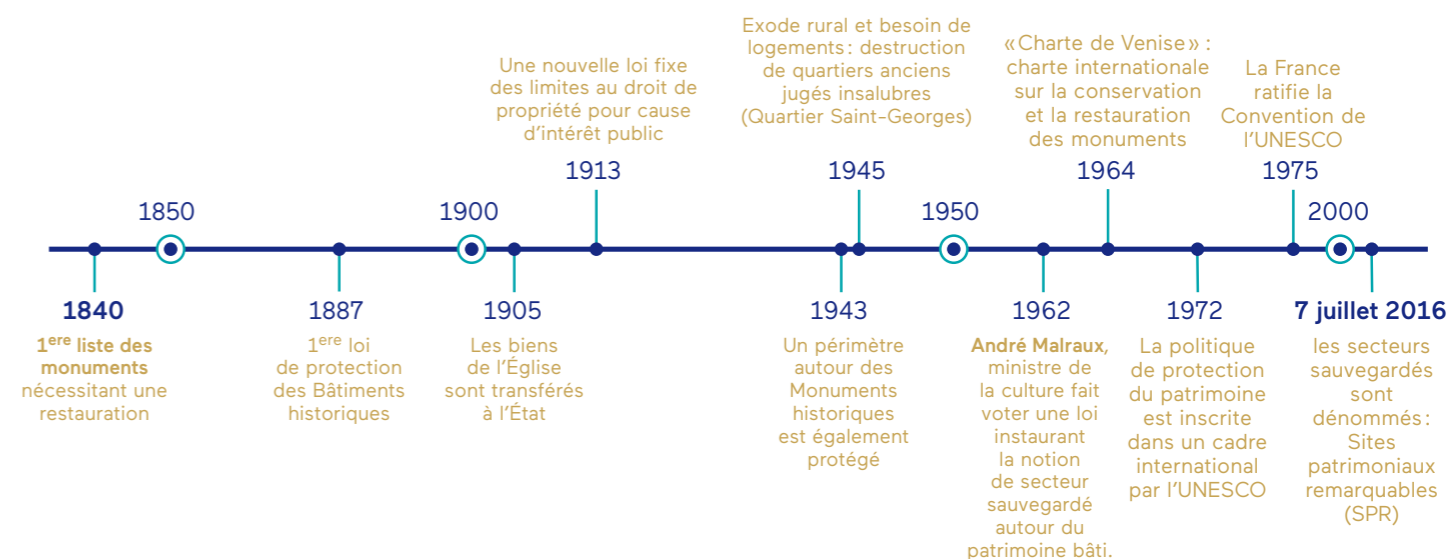 Une nouvelle loi fixe
des limites au droit de
propriété pour cause
d'intérêt public
1913
Exode rural et besoin de
logements : destruction
de quartiers anciens
jugés insalubres
(Quartier Saint-Georges)
1945
«Charte de Venise» :
charte internationale
sur la conservation
et la restauration
des monuments
1964
La France
ratifie la
Convention de
l'UNESCO
1975
1850
1900
1950
2000
1840
1ere liste des
monuments
nécessitant une
restauration
1887
1ere loi
de protection
des Bâtiments
historiques
1905
Les biens
de l'Église
sont transférés
à l'État
1943
Un périmètre
autour des
Monuments
historiques
est également
protégé
1962
André Malraux,
ministre de
la culture fait
voter une loi
instaurant
la notion
de secteur
sauvegardé
autour du
patrimoine bâti.
1972
La politique
de protection
du patrimoine
est inscrite
dans un cadre
international
par l'UNESCO
7 juillet 2016
les secteurs
sauvegardés
sont
dénommés :
Sites
patrimoniaux
remarquables
(SPR)